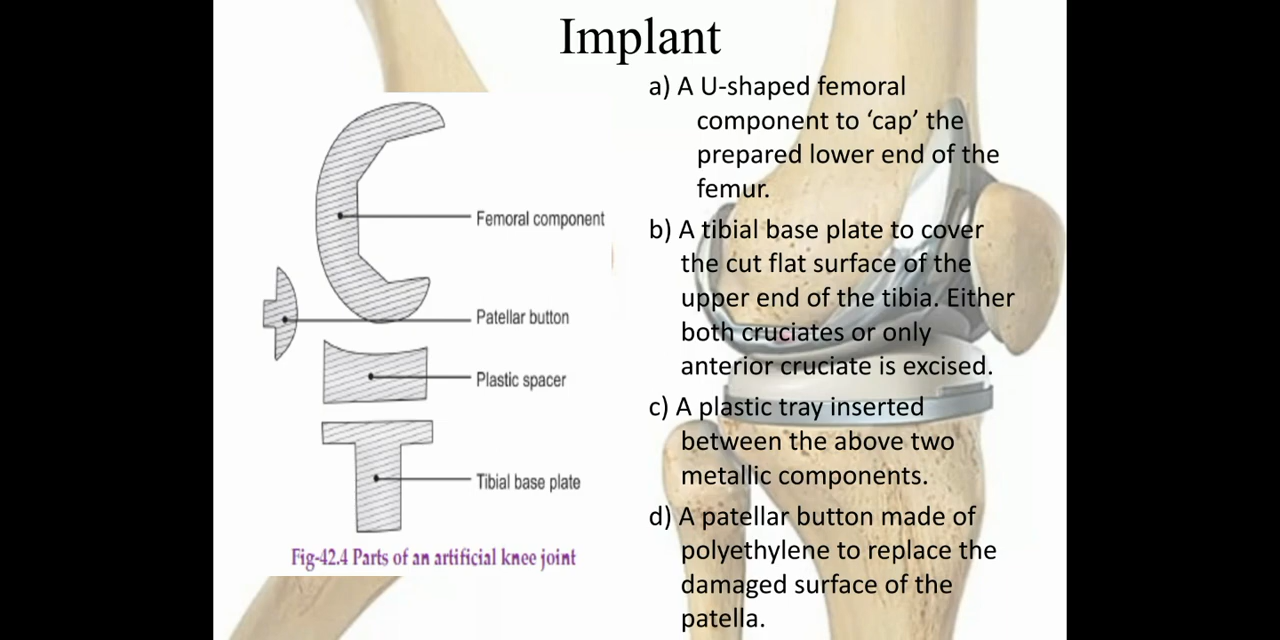 Implant
Femoral component
Patellar button
Plastic spacer
Tibial base plate
Fig-42.4 Parts of an artificial knee joint
a) A U-shaped femoral
component to ‘cap’ the
prepared lower end of the
femur.
b) A tibial base plate to cover
the cut flat surface of the
upper end of the tibia. Either
both cruciates or only
anterior cruciate is excised.
c) A plastic tray inserted
between the above two
metallic components.
d) A patellar button made of
polyethylene to replace the
damaged surface of the
patella.